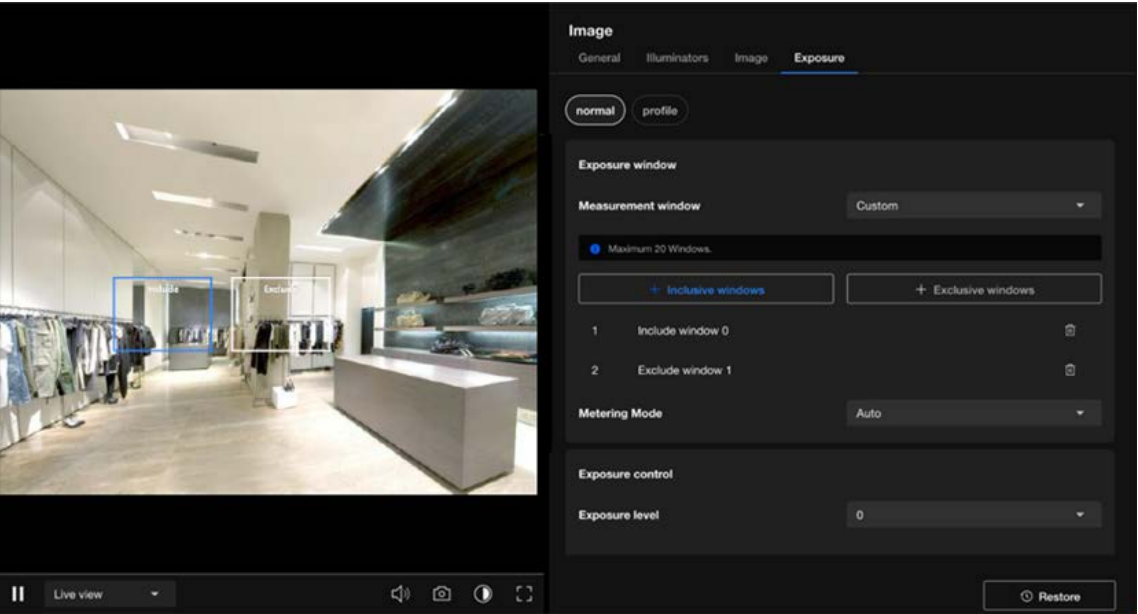 Image
General Illuminators Image Exposure
normal profile
Exposure window
Measurement window Custom
Maximum 20 Windows.
+ Inclusive windows + Exclusive windows
1 Include window 0
2 Exclude window 1
Metering Mode Auto
Exposure control
Exposure level 0
Restore
Include Exclude
Live view